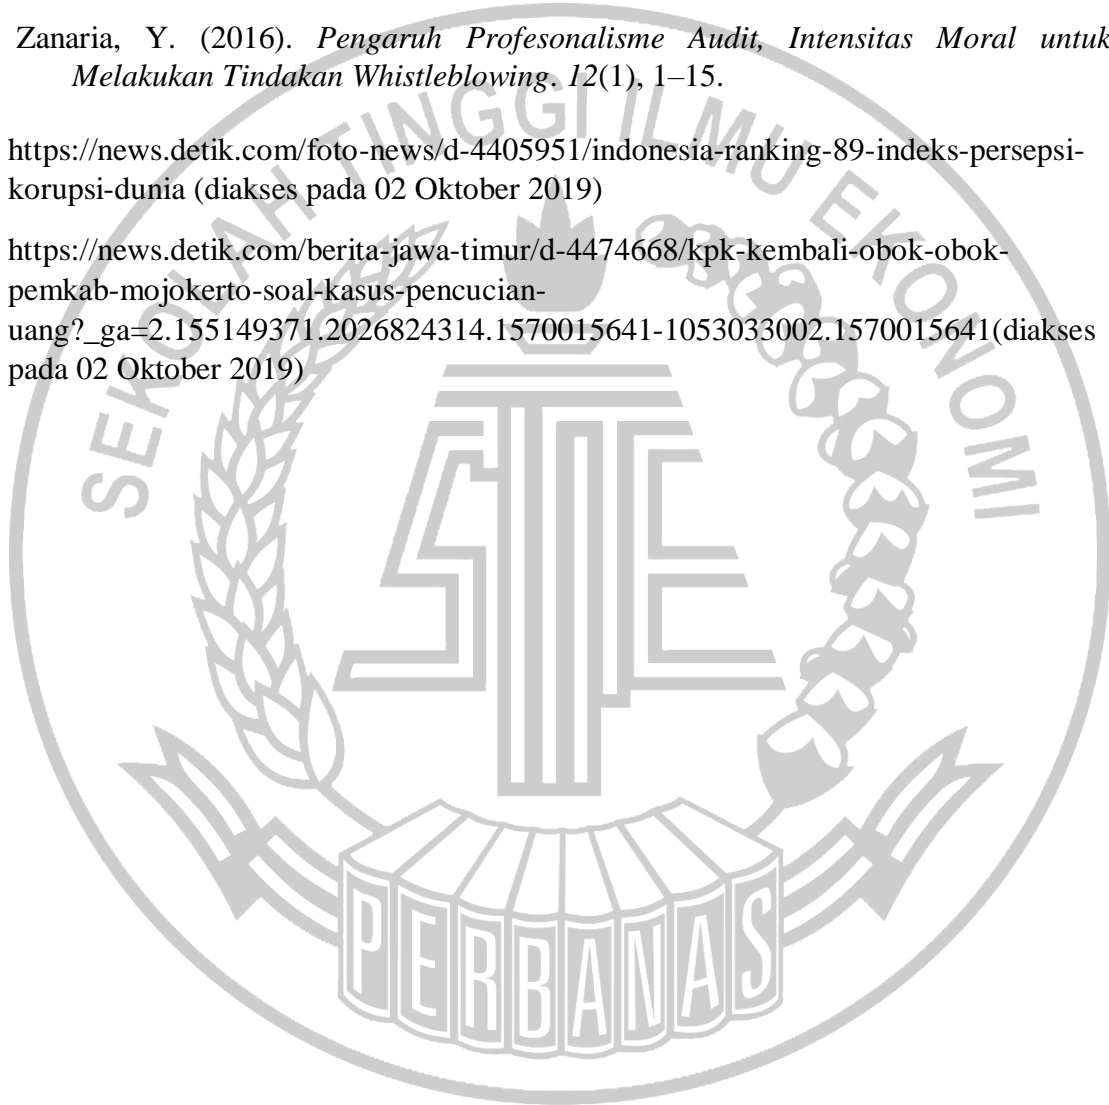 Zanaria, Y. (2016). Pengaruh Profesonalisme Audit, Intensitas Moral untuk
Melakukan Tindakan Whistleblowing. 12(1), 1–15.
https://news.detik.com/foto-news/d-4405951/indonesia-ranking-89-indeks-persepsi-
korupsi-dunia (diakses pada 02 Oktober 2019)
https://news.detik.com/berita-jawa-timur/d-4474668/kpk-kembali-obok-obok-
pemkab-mojokerto-soal-kasus-pencucian-
uang?_ga=2.155149371.2026824314.1570015641-1053033002.1570015641(diakses
pada 02 Oktober 2019)
SEKOLAH TINGGI ILMU EKONOMI
STIE
PERBANAS